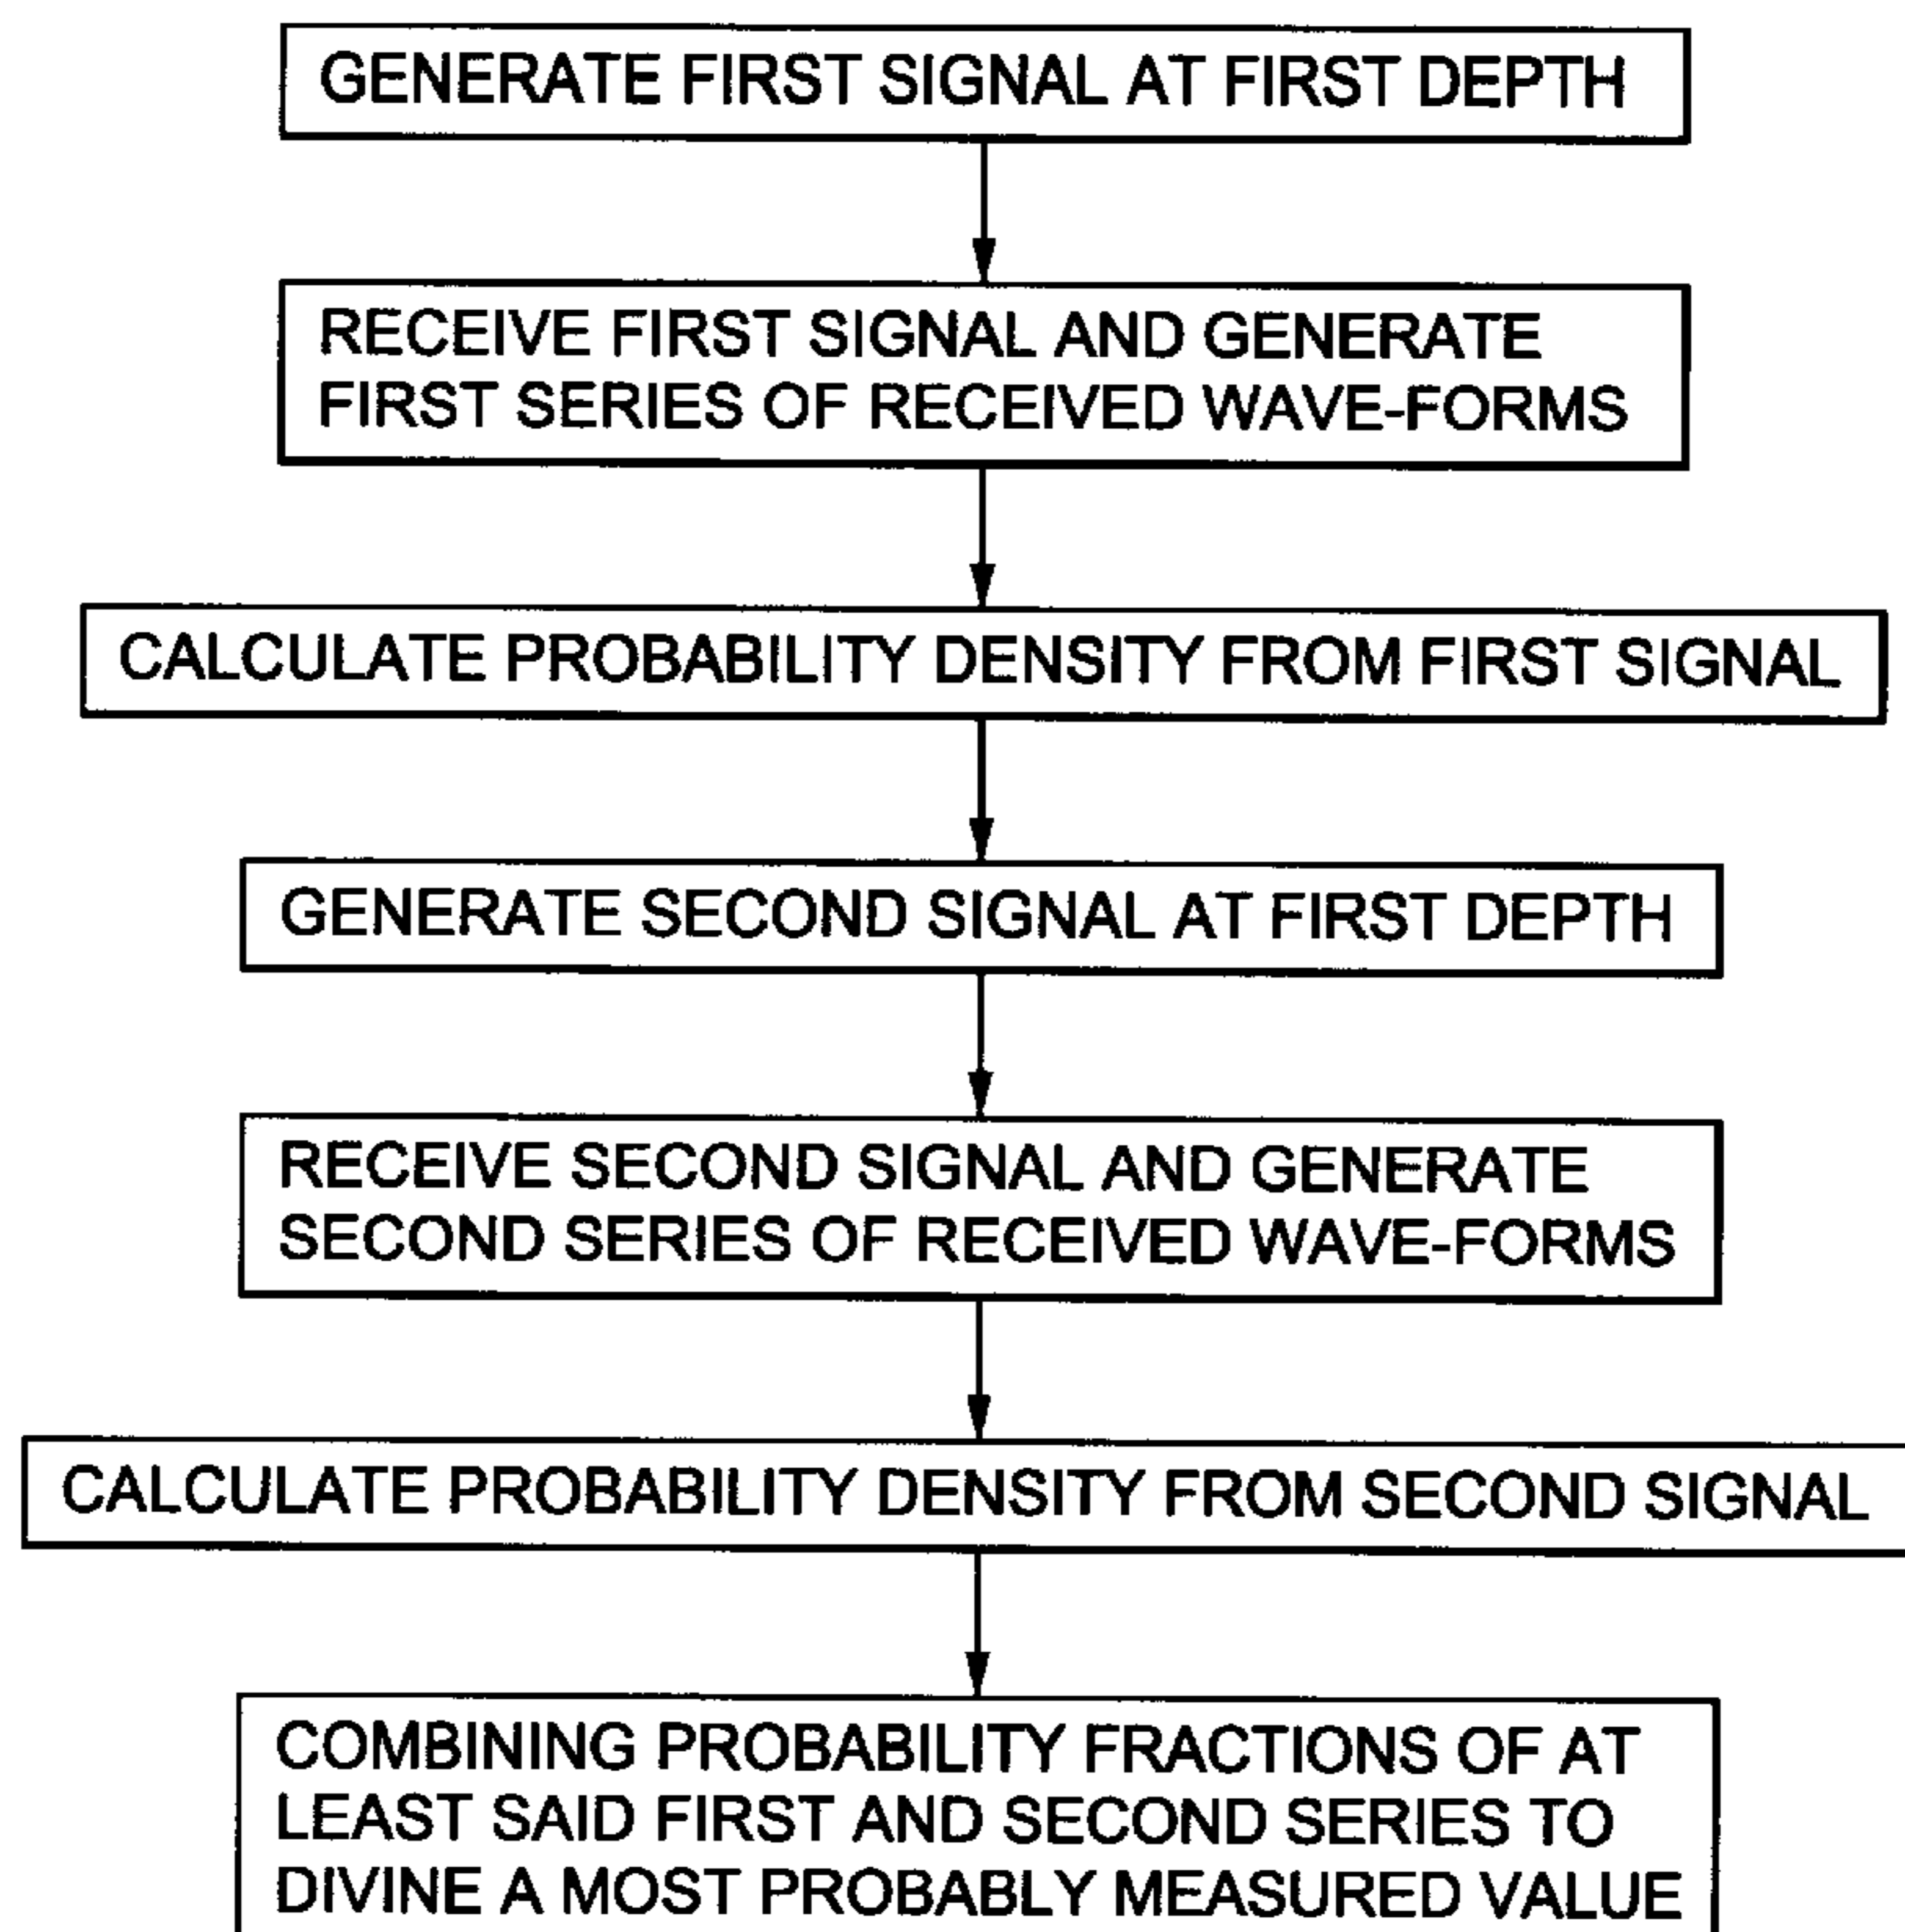 GENERATE FIRST SIGNAL AT FIRST DEPTH
RECEIVE FIRST SIGNAL AND GENERATE
FIRST SERIES OF RECEIVED WAVE-FORMS
CALCULATE PROBABILITY DENSITY FROM FIRST SIGNAL
GENERATE SECOND SIGNAL AT FIRST DEPTH
RECEIVE SECOND SIGNAL AND GENERATE
SECOND SERIES OF RECEIVED WAVE-FORMS
CALCULATE PROBABILITY DENSITY FROM SECOND SIGNAL
COMBINING PROBABILITY FRACTIONS OF AT
LEAST SAID FIRST AND SECOND SERIES TO
DIVINE A MOST PROBABLY MEASURED VALUE